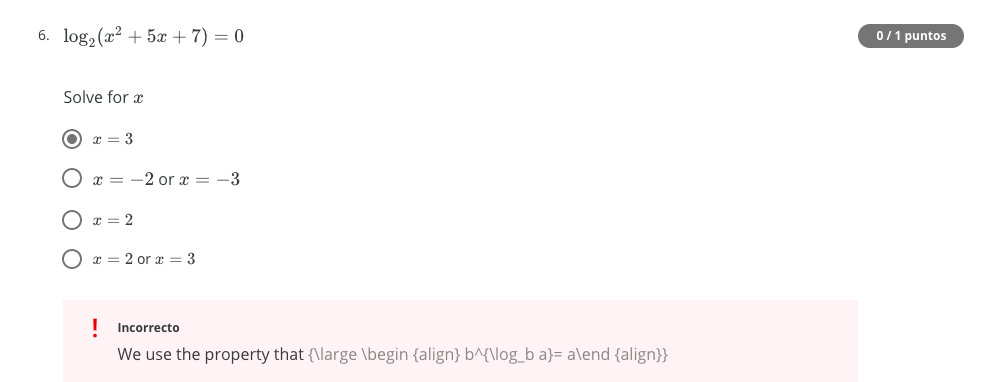 6. log₂(x² + 5x + 7) = 0
0 / 1 puntos
Solve for x
x = 3
x = −2 or x = −3
x = 2
x = 2 or x = 3
! Incorrecto
We use the property that {\large \begin {align} b^{\log_b a}= a\end {align}}